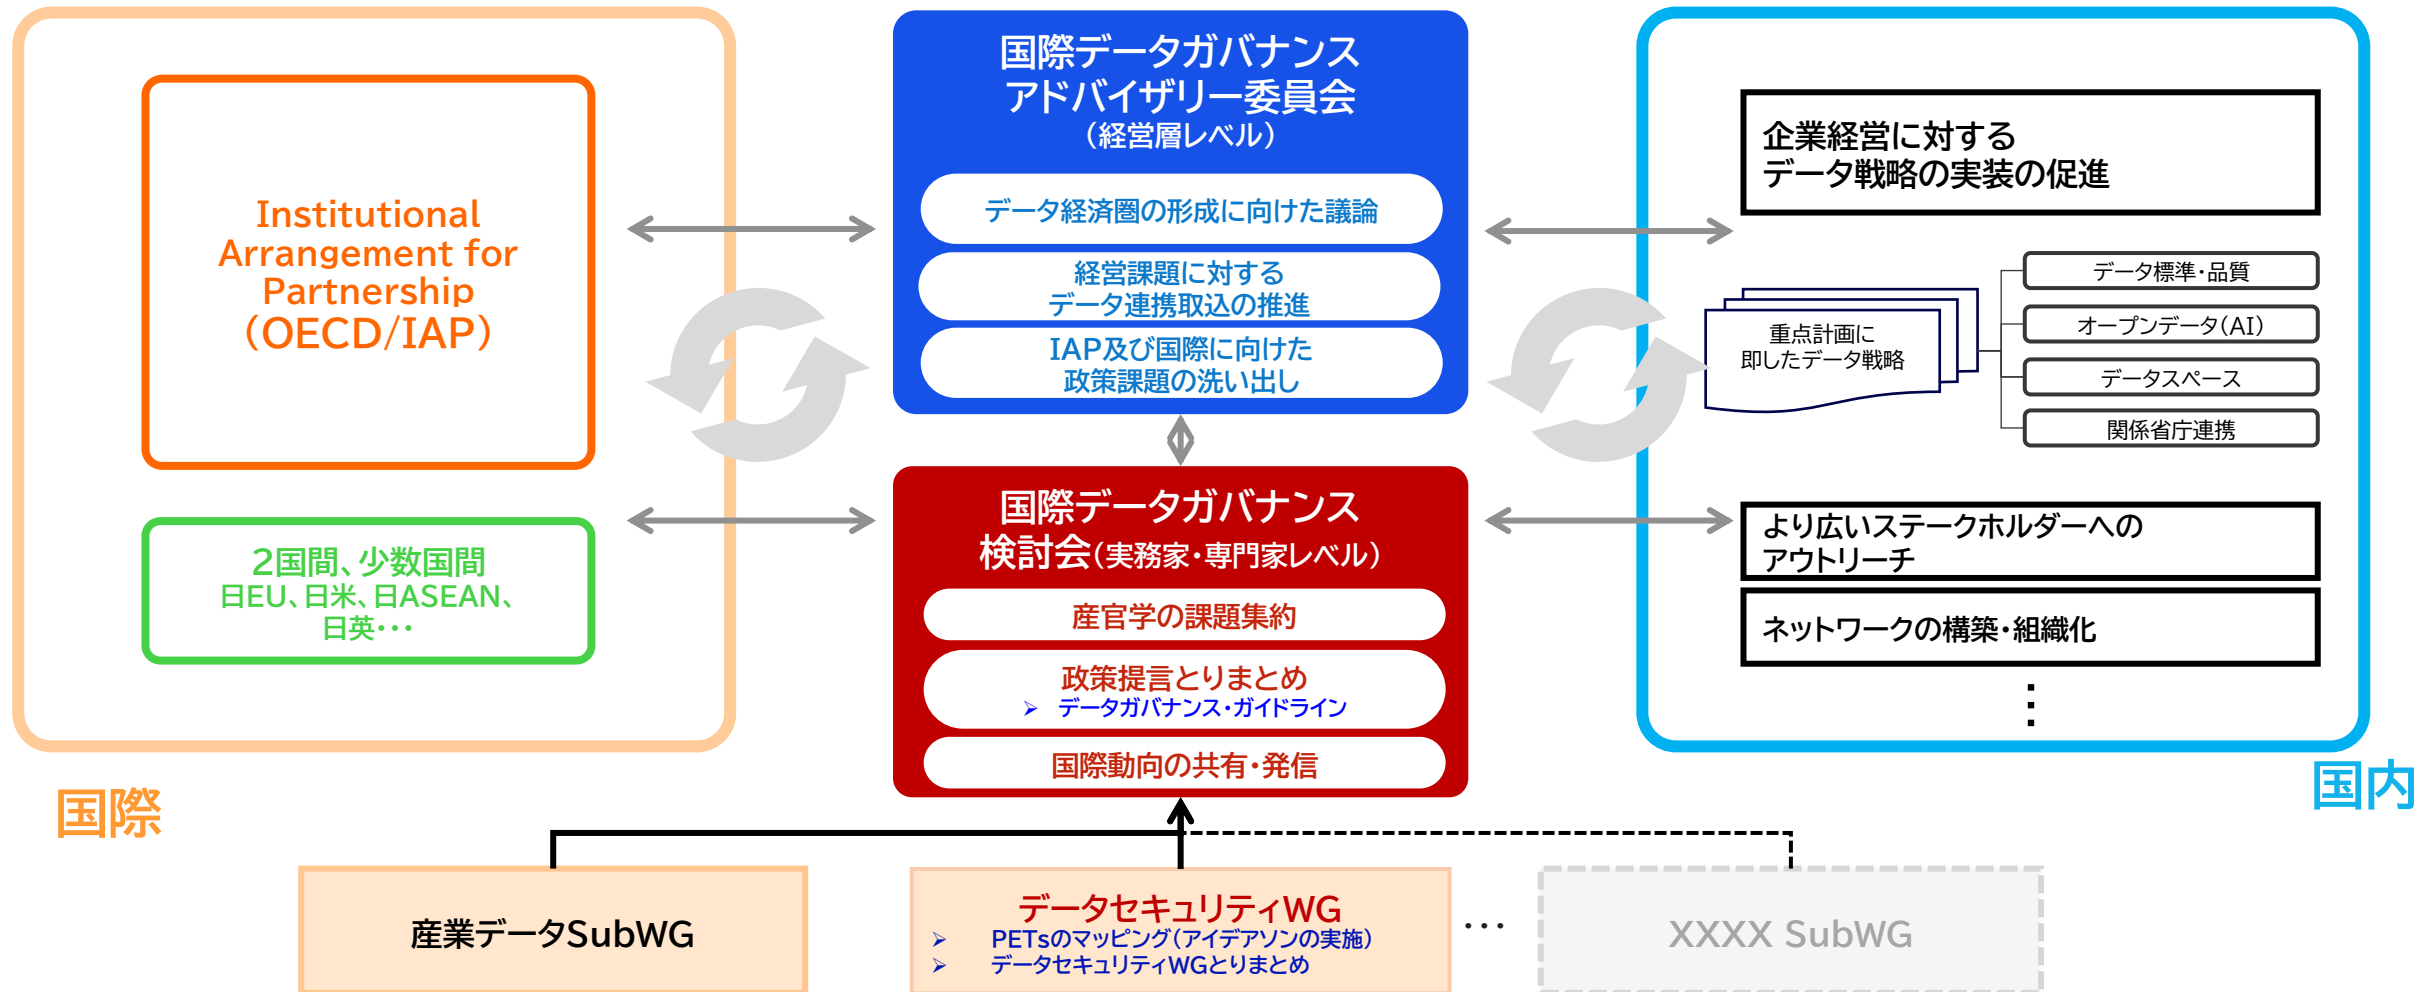 Institutional
Arrangement for
Partnership
(OECD/IAP)
2国間、少数国間
日EU、日米、日ASEAN、
日英・・・
国際
国際データガバナンス
アドバイザリー委員会
(経営層レベル)
データ経済圏の形成に向けた議論
経営課題に対する
データ連携取込の推進
IAP及び国際に向けた
政策課題の洗い出し
国際データガバナンス
検討会(実務家・専門家レベル)
産官学の課題集約
政策提言とりまとめ
➢ データガバナンス・ガイドライン
国際動向の共有・発信
企業経営に対する
データ戦略の実装の促進
重点計画に
即したデータ戦略
データ標準・品質
オープンデータ(AI)
データスペース
関係省庁連携
より広いステークホルダーへの
アウトリーチ
ネットワークの構築・組織化
⋮
国内
産業データSubWG
データセキュリティWG
➢ PETsのマッピング(アイデアソンの実施)
➢ データセキュリティWGとりまとめ
・・・
XXXX SubWG